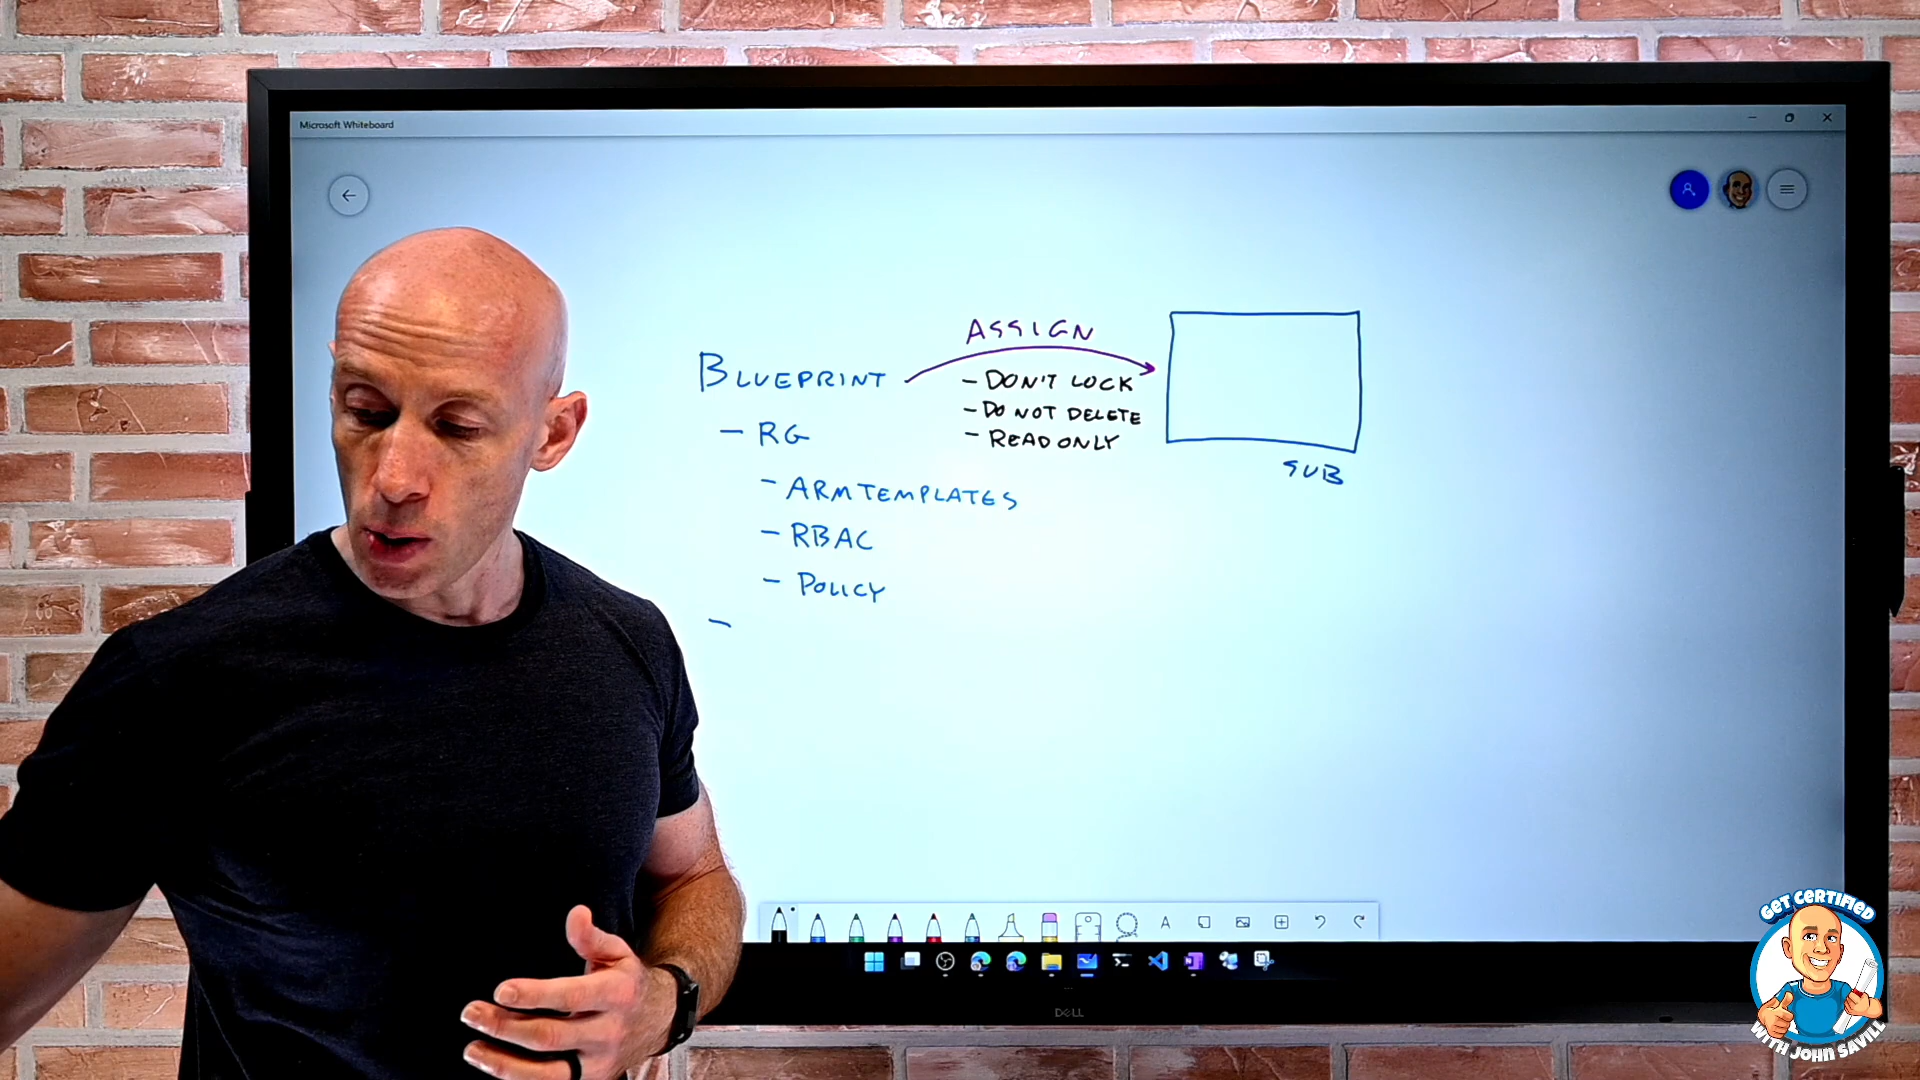 Microsoft Whiteboard
ASSIGN
BLUEPRINT
- DON'T LOCK
- DO NOT DELETE
- READ ONLY
- RG
- ARM TEMPLATES
- RBAC
- POLICY
-
SUB
A
DELL
GET CERTIFIED
WITH JOHN SAVILL